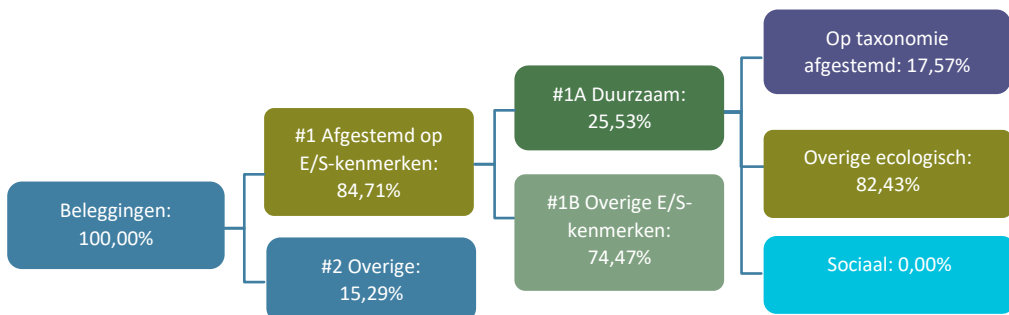 Beleggingen:
100,00%
#1 Afgestemd op
E/S-kenmerken:
84,71%
#2 Overige:
15,29%
#1A Duurzaam:
25,53%
#1B Overige E/S-
kenmerken:
74,47%
Op taxonomie
afgestemd: 17,57%
Overige ecologisch:
82,43%
Sociaal: 0,00%